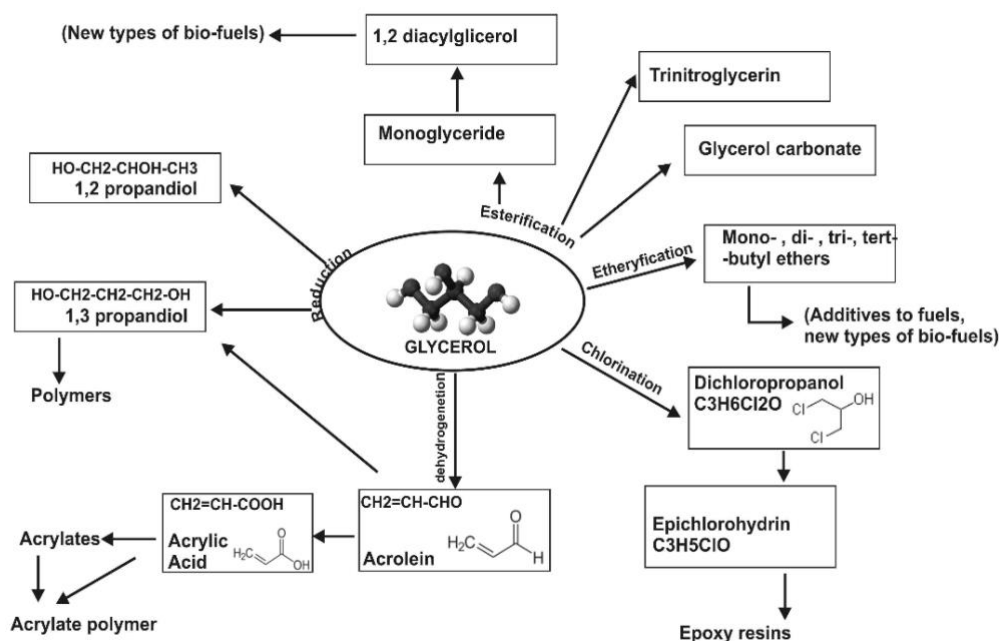 (New types of bio-fuels)
1,2 diacylglicerol
Trinitroglycerin
Monoglyceride
Glycerol carbonate
HO-CH2-CHOH-CH3
1,2 propandiol
Esterification
Etheryfication
Mono- , di- , tri-, tert-
-butyl ethers
Reduction
HO-CH2-CH2-CH2-OH
1,3 propandiol
GLYCEROL
(Additives to fuels,
new types of bio-fuels)
Chlorination
Polymers
dehydrogenetion
Dichloropropanol
C3H6Cl2O
Cl
OH
Cl
CH2=CH-COOH
Acrylic
Acid
O
H2C
OH
CH2=CH-CHO
O
H2C
H
Acrolein
Acrylates
Acrylate polymer
Epichlorohydrin
C3H5ClO
Epoxy resins